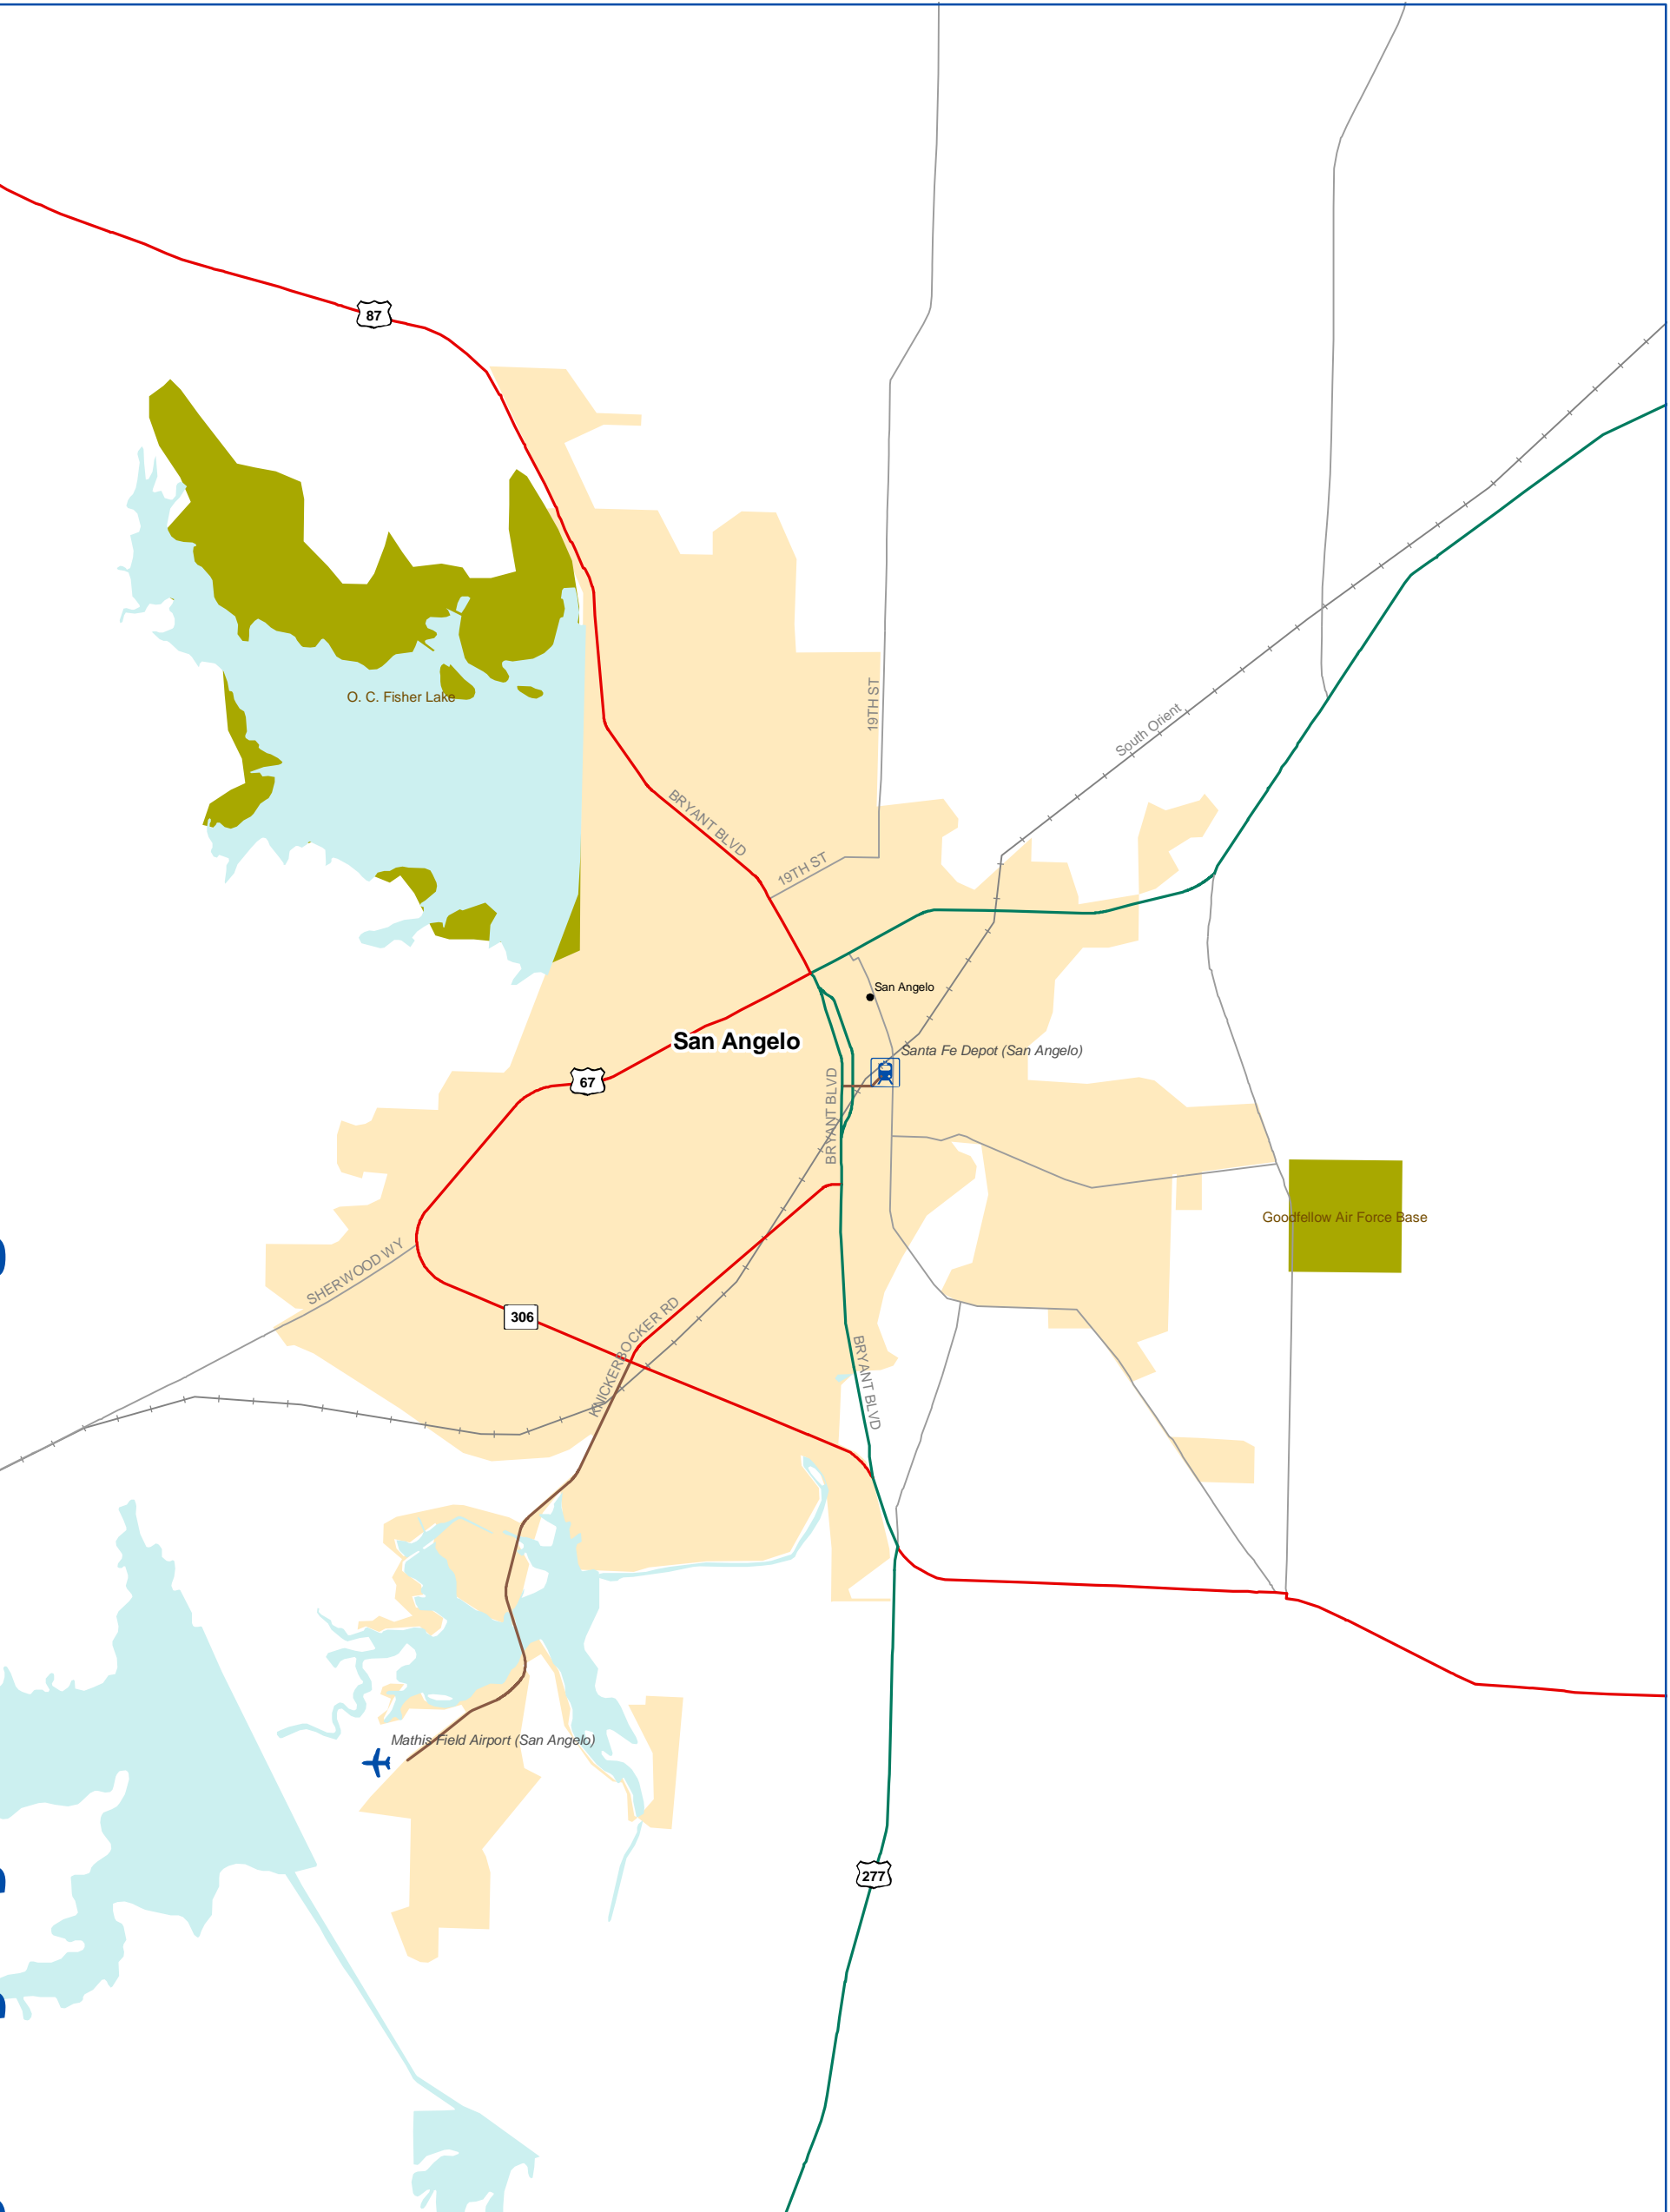 87
O. C. Fisher Lake
19TH ST
South Orient
BRYANT BLVD
19TH ST
San Angelo
San Angelo
Santa Fe Depot (San Angelo)
67
BRYANT BLVD
Goodfellow Air Force Base
SHERWOOD WY
306
KNICKERBOCKER RD
BRYANT BLVD
Mathis Field Airport (San Angelo)
277